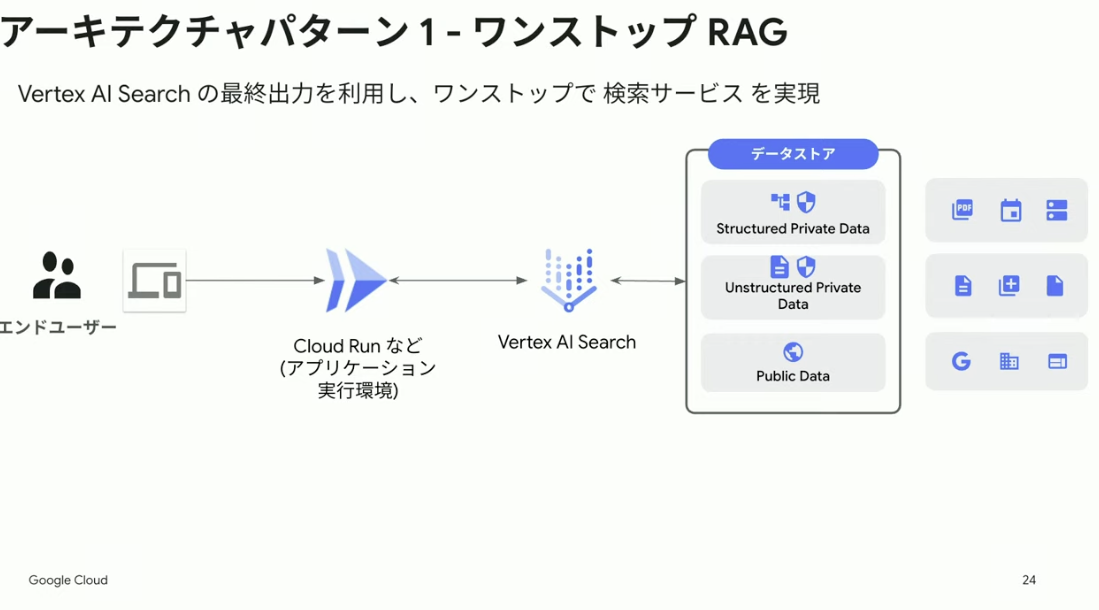 アーキテクチャパターン 1 - ワンストップ RAG
Vertex AI Search の最終出力を利用し、ワンストップで 検索サービス を実現
データストア
Structured Private Data
PDF
Unstructured Private
Data
エンドユーザー
Cloud Run など
(アプリケーション
実行環境)
Vertex AI Search
Public Data
G
Google Cloud
24